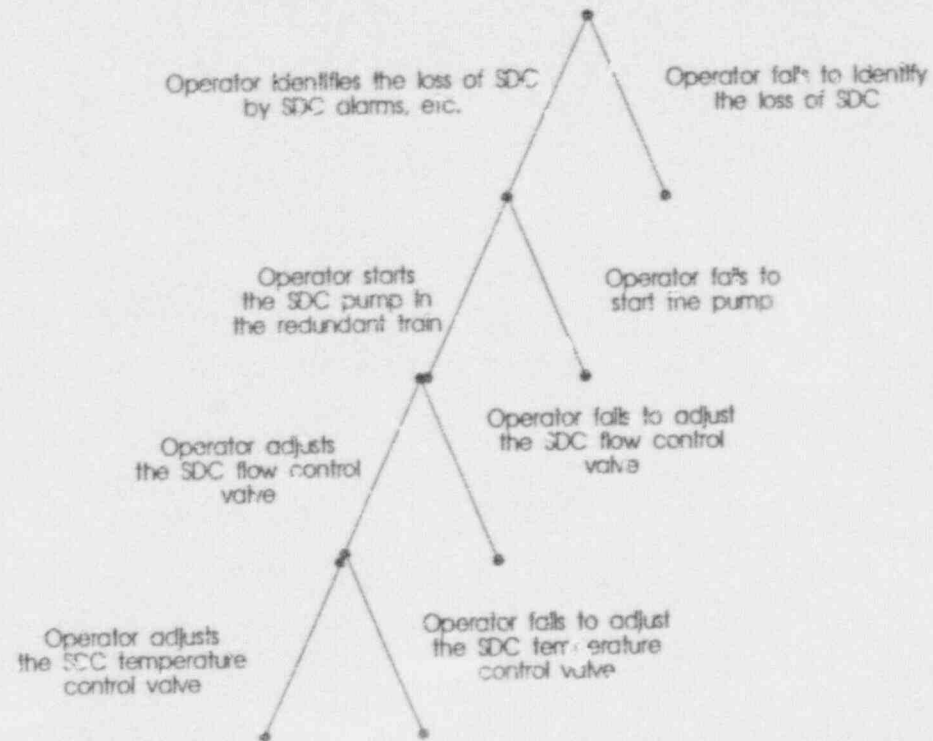 Operator identifies the loss of SDC
by SDC alarms, etc.
Operator fails to identify
the loss of SDC
Operator starts
the SDC pump in
the redundant train
Operator fails to
start the pump
Operator adjusts
the SDC flow control
valve
Operator fails to adjust
the SDC flow control
valve
Operator adjusts
the SDC temperature
control valve
Operator fails to adjust
the SDC temperature
control valve